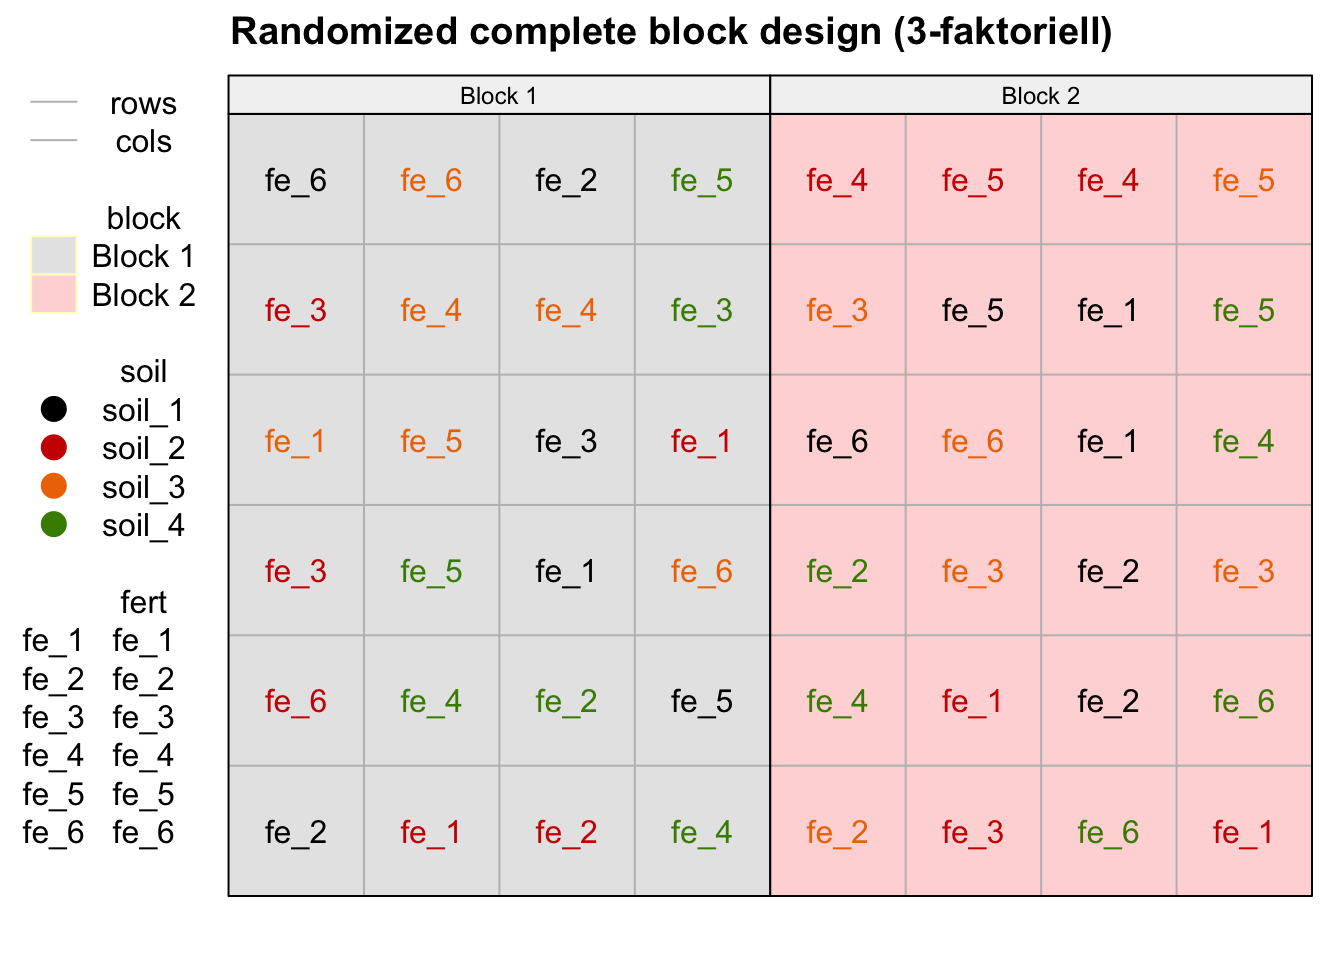 Randomized complete block design (3-faktoriell)
rows
cols
block
Block 1
Block 2
soil
soil_1
soil_2
soil_3
soil_4
fert
fe_1 fe_1
fe_2 fe_2
fe_3 fe_3
fe_4 fe_4
fe_5 fe_5
fe_6 fe_6
Block 1 Block 2
fe_6 fe_6 fe_2 fe_5 fe_4 fe_5 fe_4 fe_5
fe_3 fe_4 fe_4 fe_3 fe_3 fe_5 fe_1 fe_5
fe_1 fe_5 fe_3 fe_1 fe_6 fe_6 fe_1 fe_4
fe_3 fe_5 fe_1 fe_6 fe_2 fe_3 fe_2 fe_3
fe_6 fe_4 fe_2 fe_5 fe_4 fe_1 fe_2 fe_6
fe_2 fe_1 fe_2 fe_4 fe_2 fe_3 fe_6 fe_1